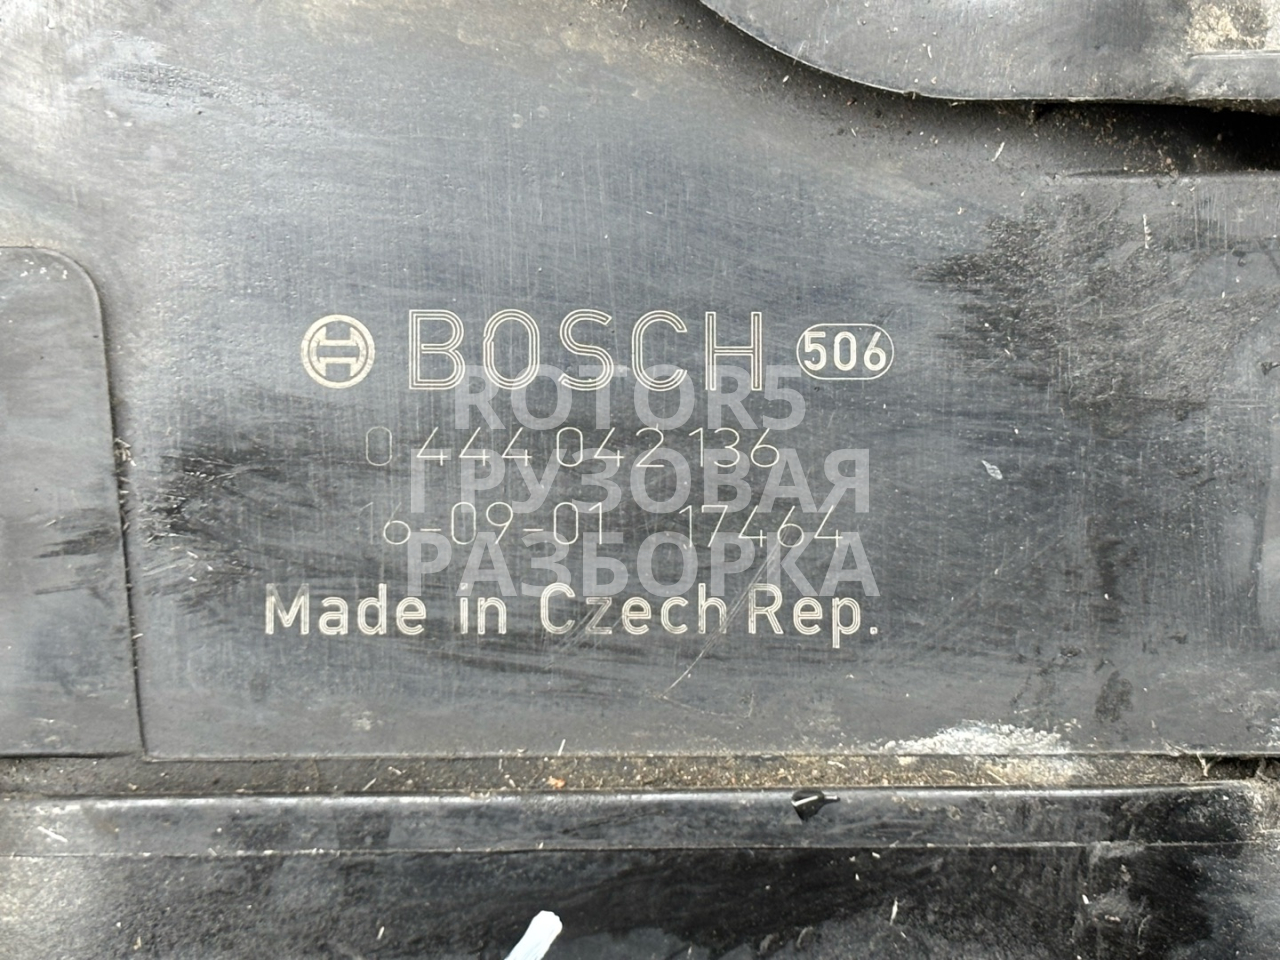 BOSCH 506
ROTOR5
0 444 042 136
ГРУЗОВАЯ
16-09-01 17464
РАЗБОРКА
Made in Czech Rep.